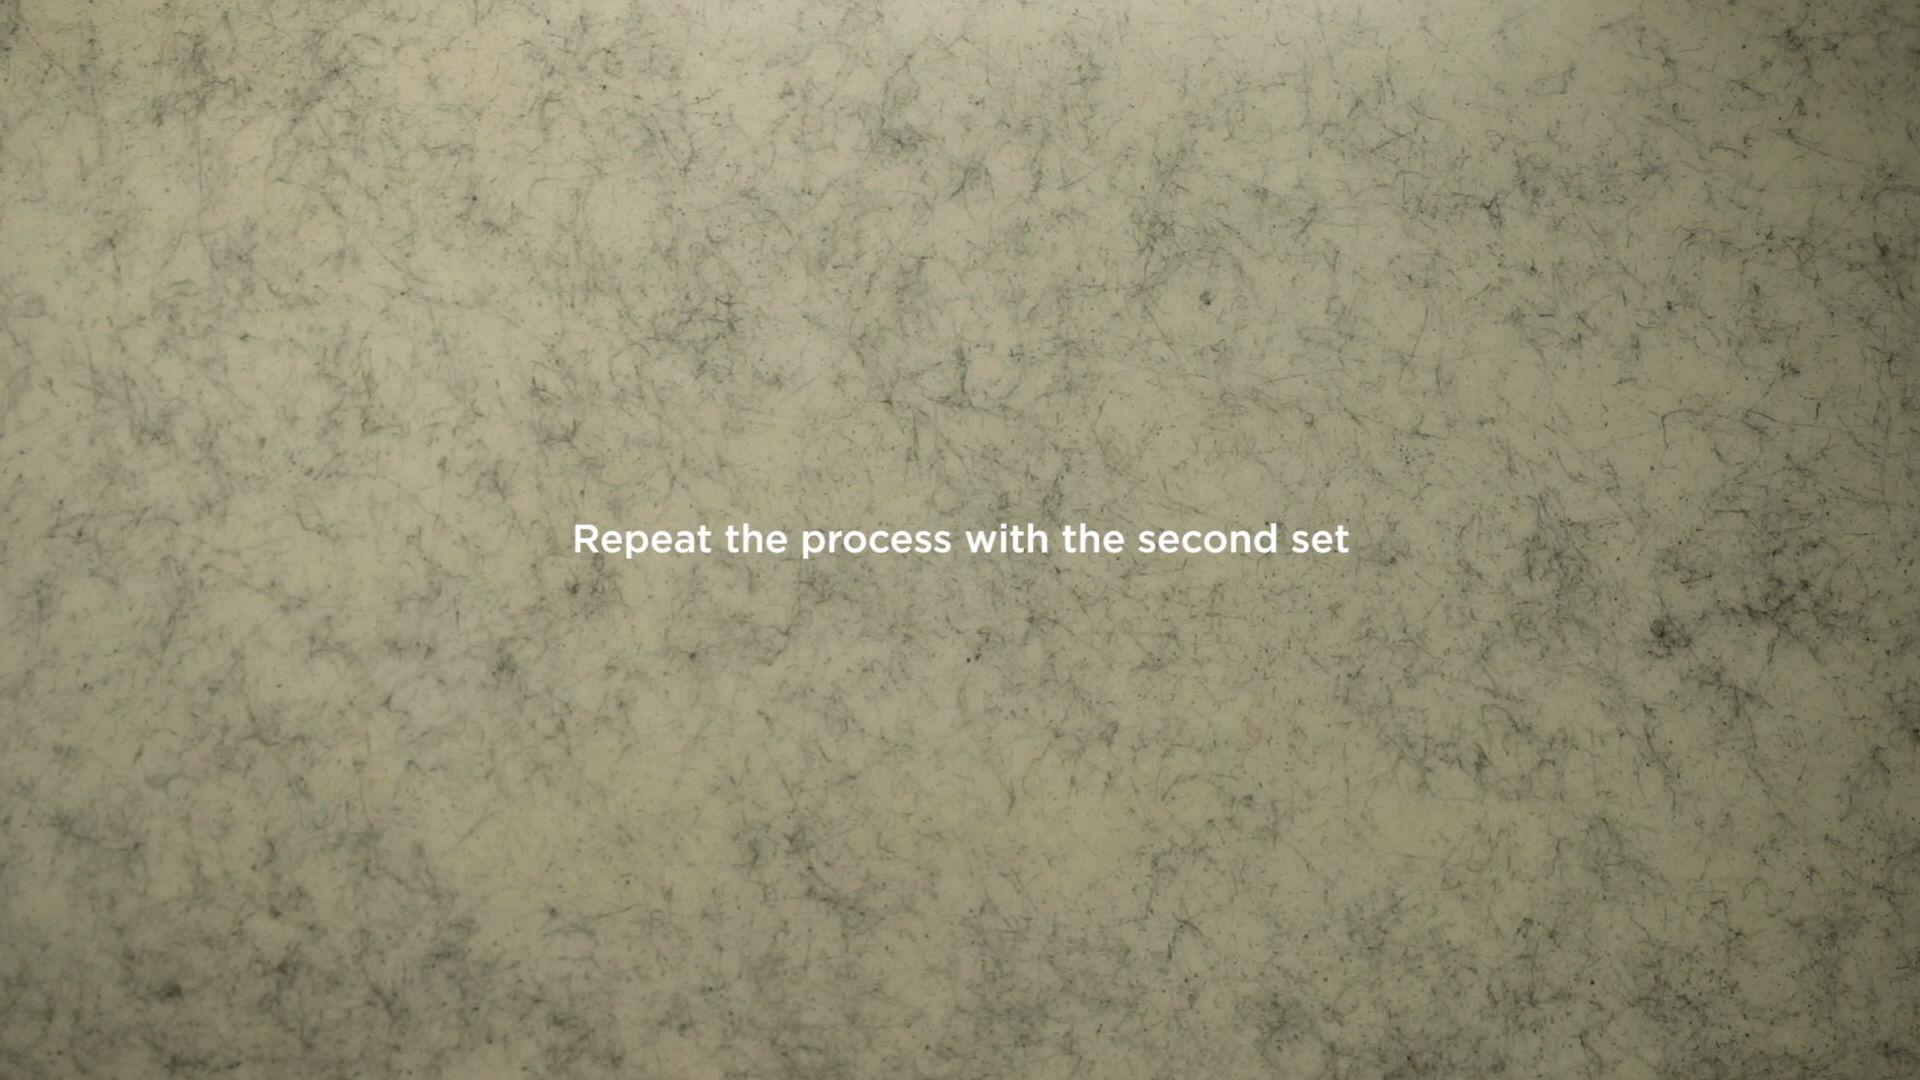 Repeat the process with the second set